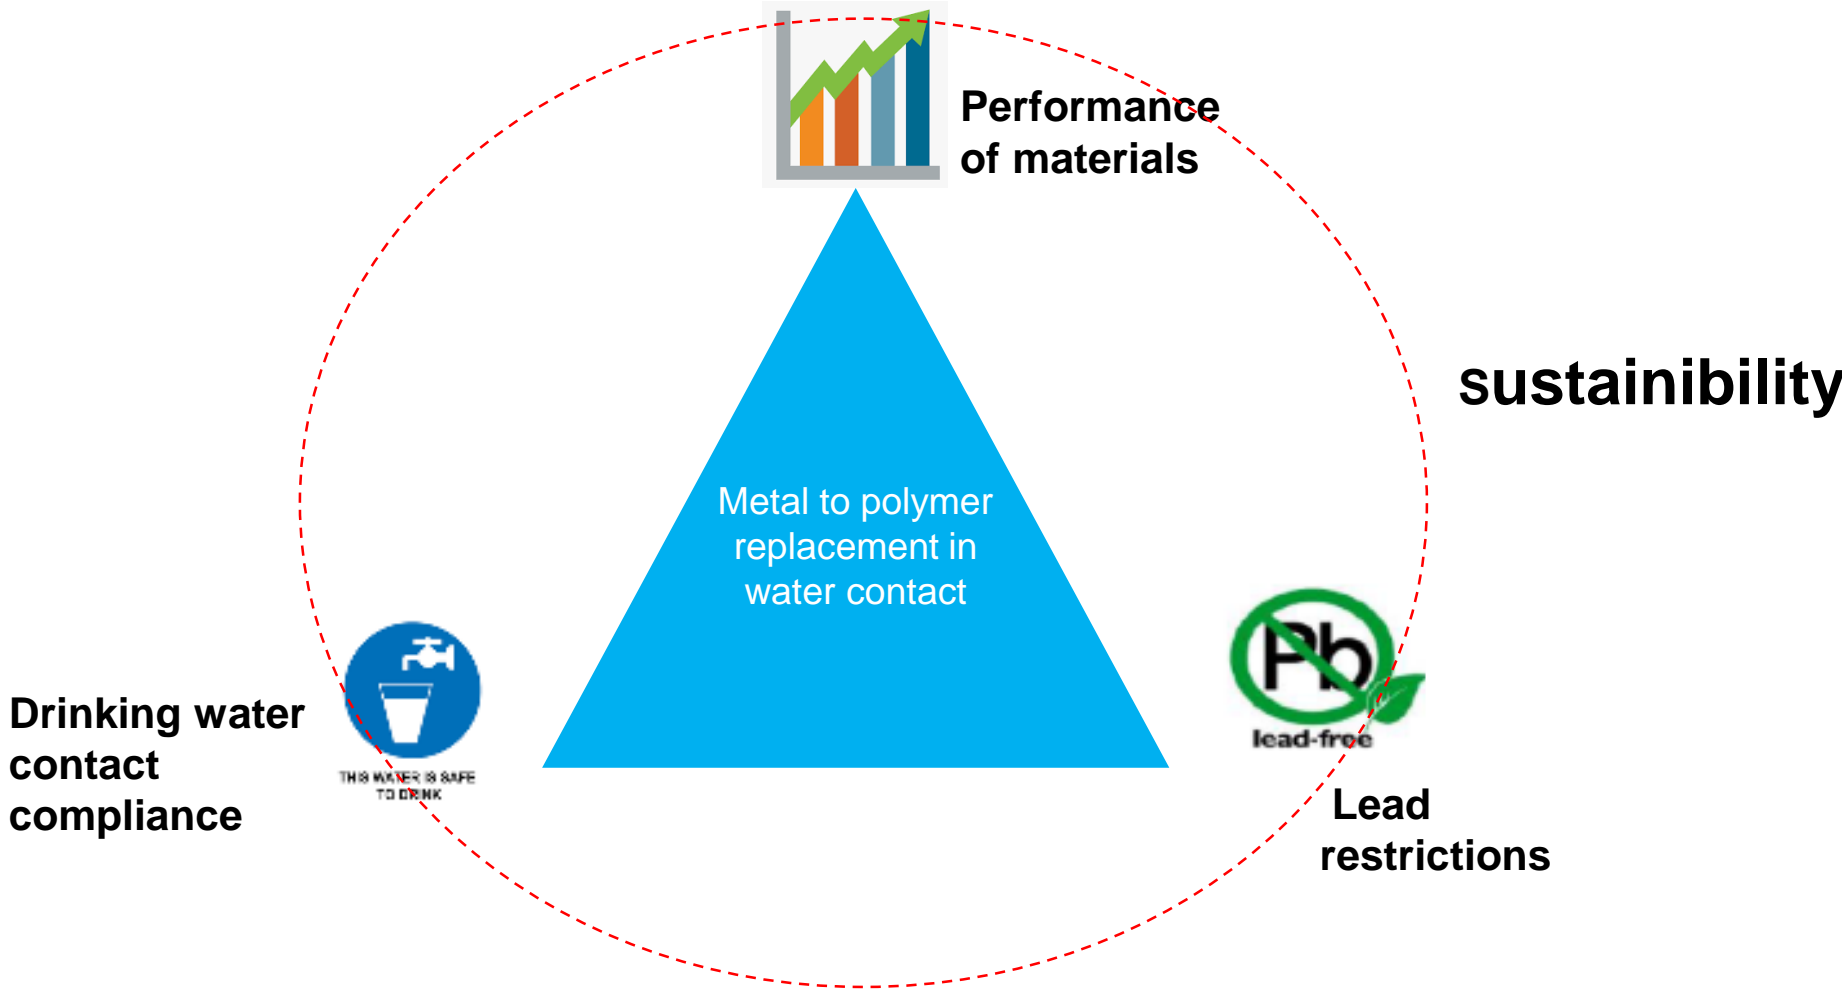 Performance
of materials
sustainibility
Metal to polymer
replacement in
water contact
Drinking water
contact
compliance
THIS WATER IS SAFE
TO DRINK
Pb
lead-free
Lead
restrictions